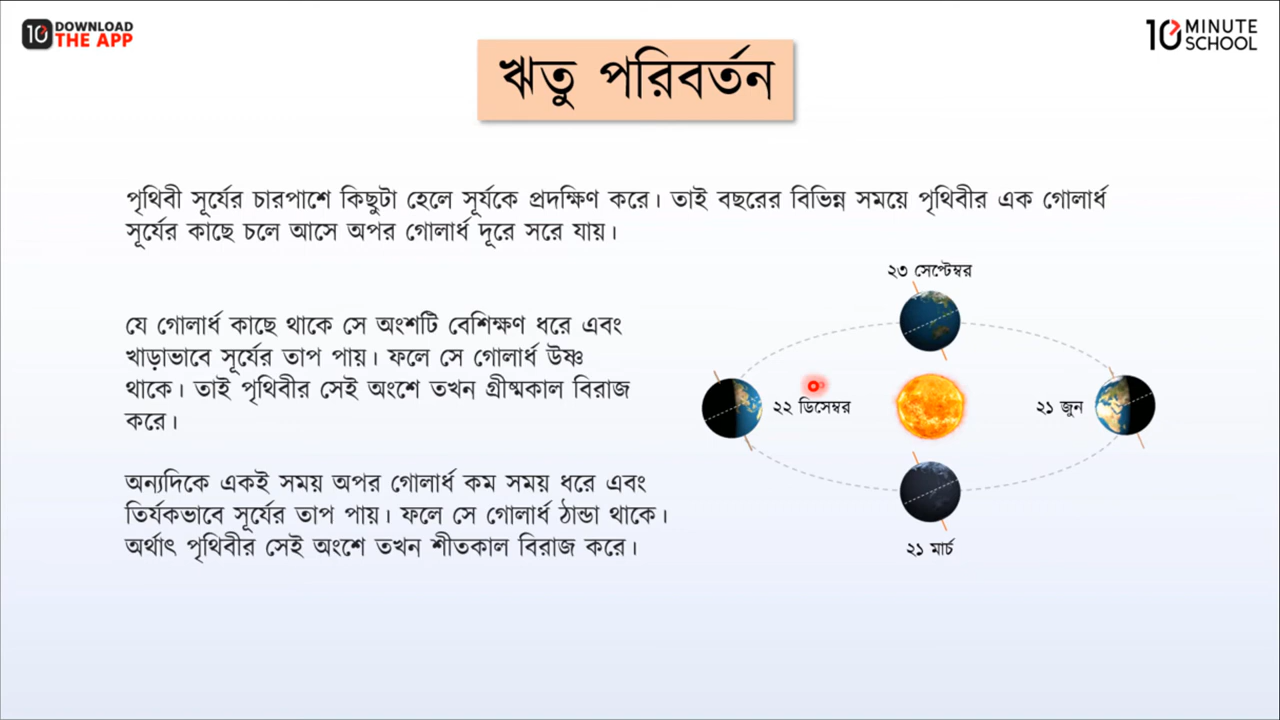 10 DOWNLOAD THE APP
10 MINUTE SCHOOL
ঋতু পরিবর্তন
পৃথিবী সূর্যের চারপাশে কিছুটা হেলে সূর্যকে প্রদক্ষিণ করে। তাই বছরের বিভিন্ন সময়ে পৃথিবীর এক গোলার্ধ
সূর্যের কাছে চলে আসে অপর গোলার্ধ দূরে সরে যায়।
যে গোলার্ধ কাছে থাকে সে অংশটি বেশিক্ষণ ধরে এবং
খাড়াভাবে সূর্যের তাপ পায়। ফলে সে গোলার্ধ উষ্ণ
থাকে। তাই পৃথিবীর সেই অংশে তখন গ্রীষ্মকাল বিরাজ
করে।
অন্যদিকে একই সময় অপর গোলার্ধ কম সময় ধরে এবং
তির্যকভাবে সূর্যের তাপ পায়। ফলে সে গোলার্ধ ঠান্ডা থাকে।
অর্থাৎ পৃথিবীর সেই অংশে তখন শীতকাল বিরাজ করে।
২৩ সেপ্টেম্বর
২২ ডিসেম্বর
২১ জুন
২১ মার্চ